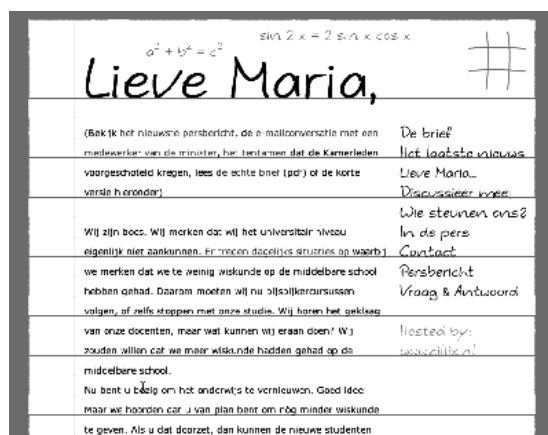 sin 2 x = 2 sin x cos x
a² + b² = c²
Lieve Maria,
(Bekijk het nieuwste persbericht, de e-mailconversatie met een
medewerker van de minister, het tentamen dat de Kamerleden
voorgeschoteld kregen, lees de echte brief (pdf) of de korte
versie hieronder)
Wij zijn boos. Wij merken dat wij het universitair niveau
eigenlijk niet aankunnen. Er treden dagelijks situaties op waarbij
we merken dat we te weinig wiskunde op de middelbare school
hebben gehad. Daarom moeten wij nu bijspijkercursussen
volgen, of zelfs stoppen met onze studie. Wij horen het geklaag
van onze docenten, maar wat kunnen wij eraan doen? Wij
zouden willen dat we meer wiskunde hadden gehad op de
middelbare school.
Nu bent u bezig om het onderwijs te vernieuwen. Goed idee!
Maar we hoorden dat u van plan bent om nòg minder wiskunde
te geven. Als u dat doorzet, dan kunnen de nieuwe studenten
De brief
Het laatste nieuws
Lieve Maria...
Discussieer mee!
Wie steunen ons?
In de pers
Contact
Persbericht
Vraag & Antwoord
Hosted by: